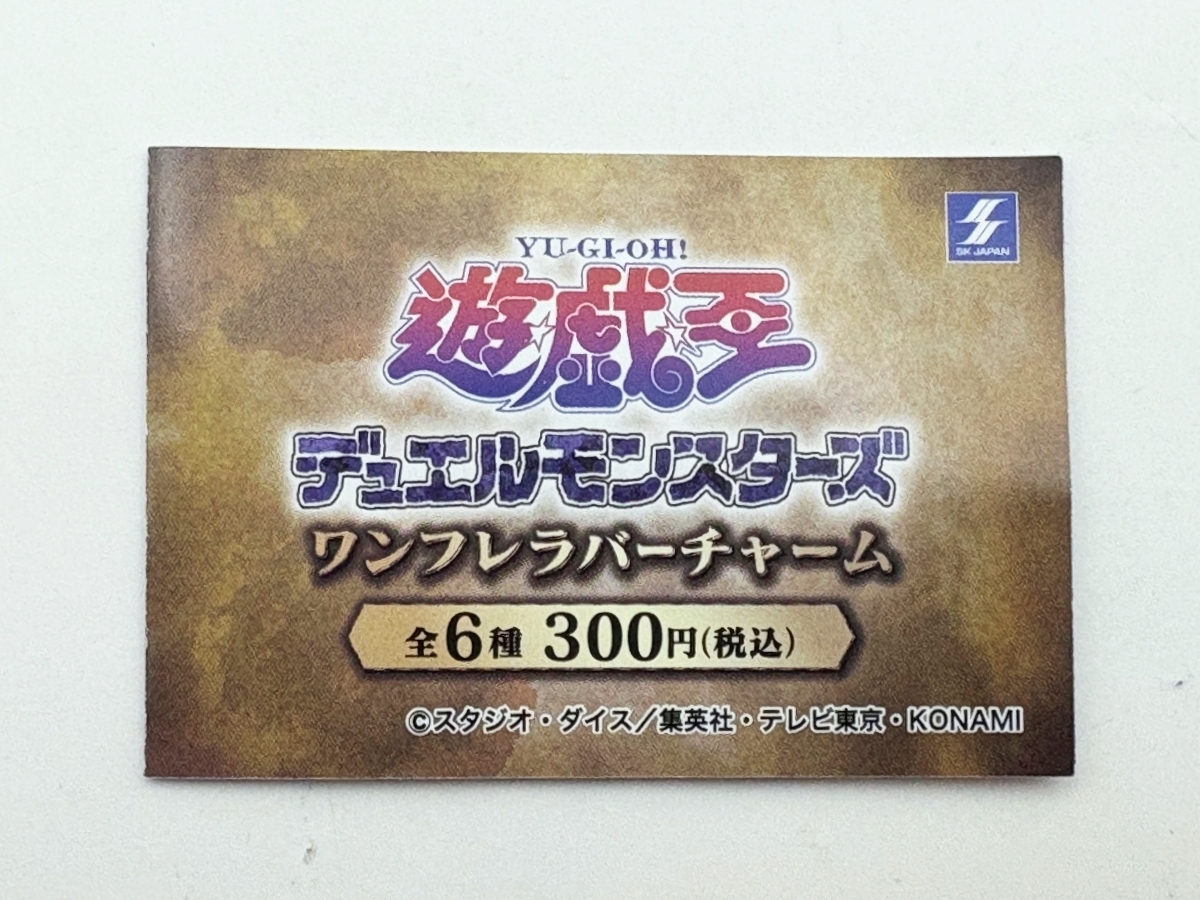 SK JAPAN
YU-GI-OH!
遊☆戯☆王
デュエルモンスターズ
ワンフレラバーチャーム
全6種 300円(税込)
©スタジオ・ダイス／集英社・テレビ東京・KONAMI